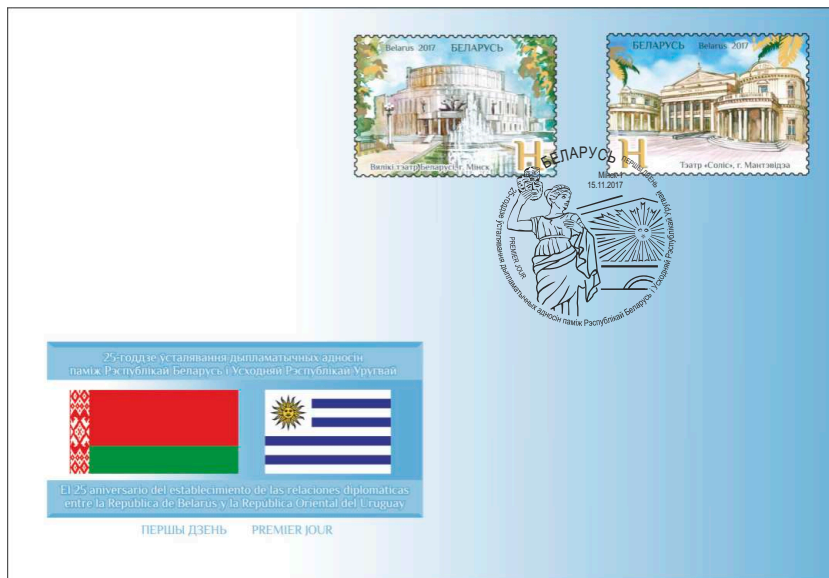 Belarus 2017 БЕЛАРУСЬ
Вялікі тэатр Беларусі, г. Мінск
Н
БЕЛАРУСЬ Belarus 2017
Н
Тэатр «Соліс», г. Мантэвідэа
БЕЛАРУСЬ
ПЕРШЫ ДЗЕНЬ
Мінск-1
15.11.2017
PREMIER JOUR
25-годдзе ўсталявання дыпламатычных адносін паміж Рэспублікай Беларусь і Усходняй Рэспублікай Уругвай
25-годдзе ўсталявання дыпламатычных адносін
паміж Рэспублікай Беларусь і Усходняй Рэспублікай Уругвай
El 25 aniversario del establecimiento de las relaciones diplomáticas
entre la República de Belarús y la República Oriental del Uruguay
ПЕРШЫ ДЗЕНЬ PREMIER JOUR